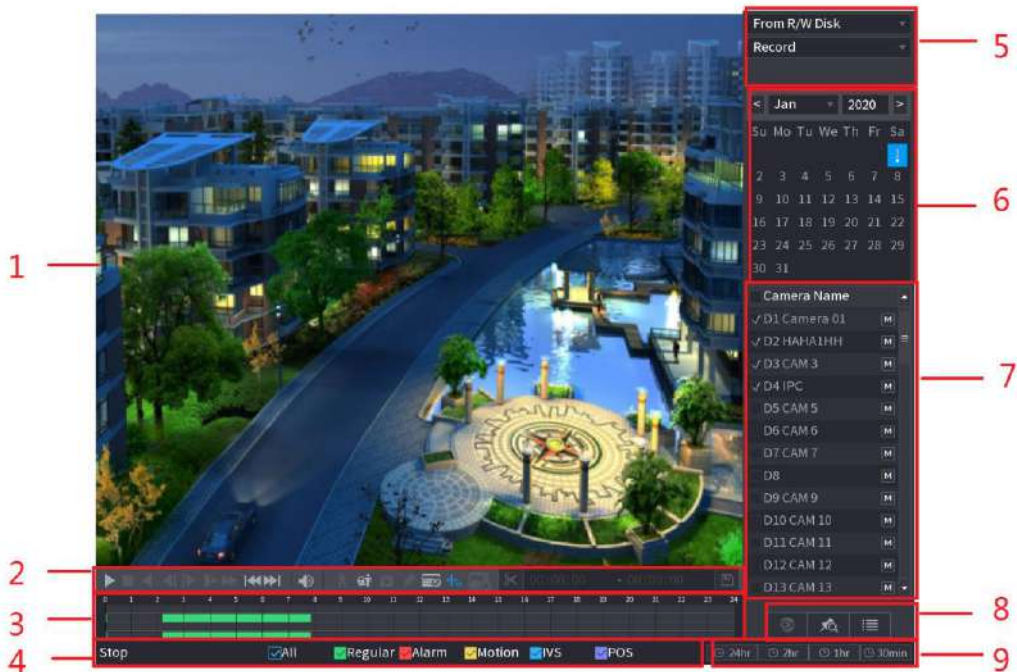 From R/W Disk
Record
5
< Jan 2020 >
Su Mo Tu We Th Fr Sa
1
2 3 4 5 6 7 8
9 10 11 12 13 14 15
16 17 18 19 20 21 22
23 24 25 26 27 28 29
30 31
6
1
Camera Name
D1 Camera 01 M
D2 HAHA1HH M
D3 CAM 3 M
D4 IPC M
D5 CAM 5 M
D6 CAM 6 M
D7 CAM 7 M
D8 M
D9 CAM 9 M
D10 CAM 10 M
D11 CAM 11 M
D12 CAM 12 M
D13 CAM 13 M
7
2
00:00:00 - 00:00:00
0 1 2 3 4 5 6 7 8 9 10 11 12 13 14 15 16 17 18 19 20 21 22 23 24
3
8
4
Stop All Regular Alarm Motion IVS POS
24hr 2hr 1hr 30min
9